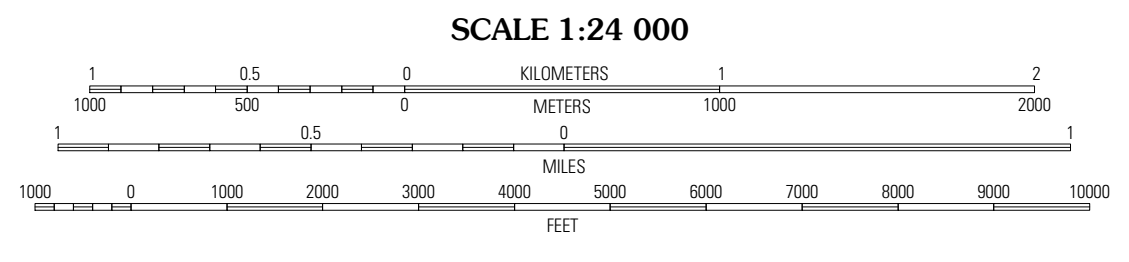 SCALE 1:24 000
1 0.5 0 KILOMETERS 1 2
1000 500 0 METERS 1000 2000
1 0.5 0 1
MILES
1000 0 1000 2000 3000 4000 5000 6000 7000 8000 9000 10000
FEET